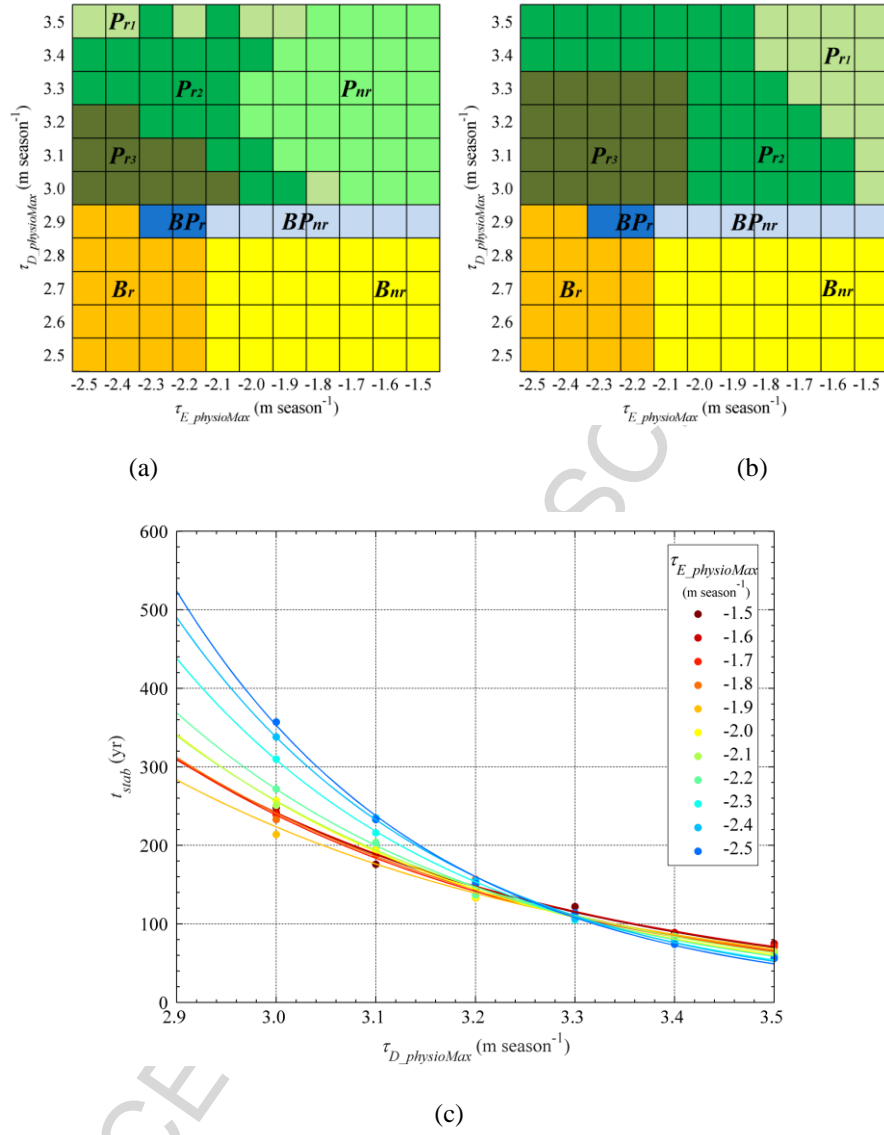 3.5
3.4
3.3
3.2
3.1
3.0
2.9
2.8
2.7
2.6
2.5
τD_physioMax (m season-1)
Pr1
Pr2
Pnr
Pr3
BPr
BPnr
Br
Bnr
-2.5 -2.4 -2.3 -2.2 -2.1 -2.0 -1.9 -1.8 -1.7 -1.6 -1.5
τE_physioMax (m season-1)
(a)
3.5
3.4
3.3
3.2
3.1
3.0
2.9
2.8
2.7
2.6
2.5
τD_physioMax (m season-1)
Pr1
Pr3
Pr2
BPr
BPnr
Br
Bnr
-2.5 -2.4 -2.3 -2.2 -2.1 -2.0 -1.9 -1.8 -1.7 -1.6 -1.5
τE_physioMax (m season-1)
(b)
600
500
400
300
200
100
0
tstab (yr)
τE_physioMax
(m season-1)
-1.5
-1.6
-1.7
-1.8
-1.9
-2.0
-2.1
-2.2
-2.3
-2.4
-2.5
2.9 3.0 3.1 3.2 3.3 3.4 3.5
τD_physioMax (m season-1)
(c)